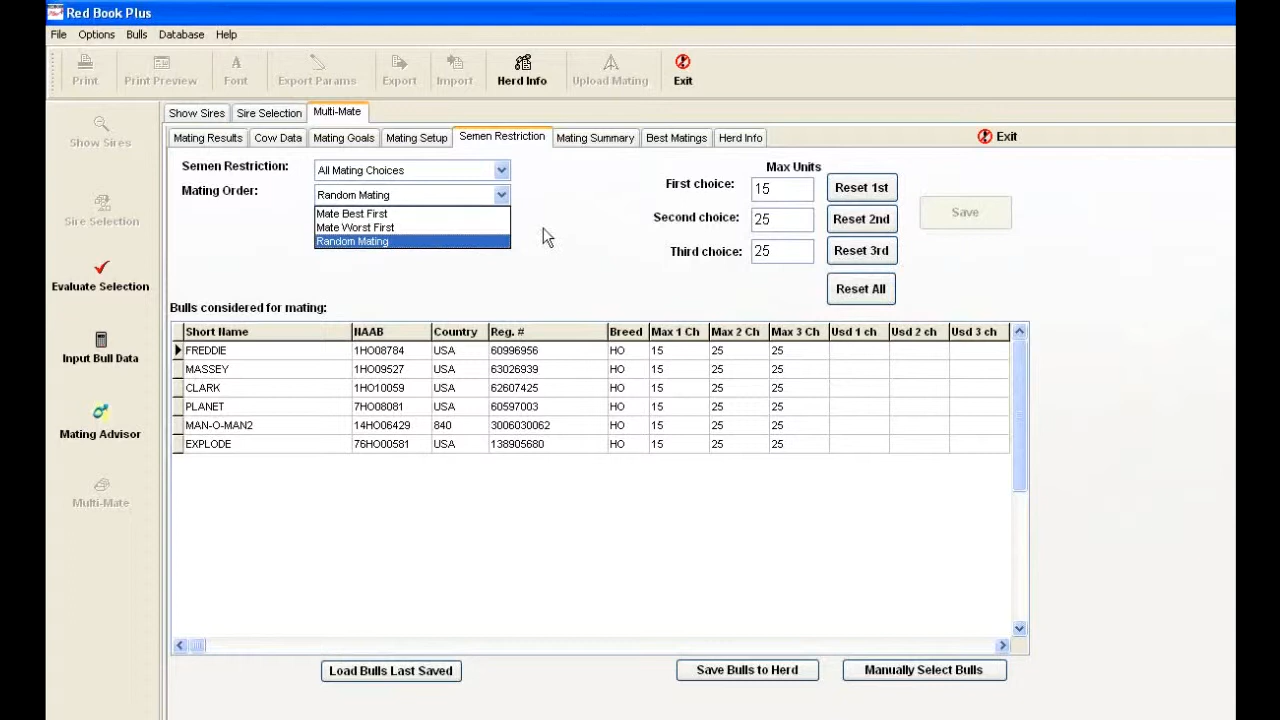 Red Book Plus
File Options Bulls Database Help
Print Print Preview Font Export Params Export Import Herd Info Upload Mating Exit
Show Sires Sire Selection Multi-Mate
Mating Results Cow Data Mating Goals Mating Setup Semen Restriction Mating Summary Best Matings Herd Info Exit
Show Sires
Sire Selection
Evaluate Selection
Input Bull Data
Mating Advisor
Multi-Mate
Semen Restriction: All Mating Choices
Mating Order: Random Mating
Mate Best First
Mate Worst First
Random Mating
Max Units
First choice: 15 Reset 1st
Second choice: 25 Reset 2nd
Third choice: 25 Reset 3rd
Reset All
Save
Bulls considered for mating:
Short Name NAAB Country Reg. # Breed Max 1 Ch Max 2 Ch Max 3 Ch Usd 1 ch Usd 2 ch Usd 3 ch
FREDDIE 1HO08784 USA 60996956 HO 15 25 25
MASSEY 1HO09527 USA 63026939 HO 15 25 25
CLARK 1HO10059 USA 62607425 HO 15 25 25
PLANET 7HO08081 USA 60597003 HO 15 25 25
MAN-O-MAN2 14HO06429 840 3006030062 HO 15 25 25
EXPLODE 76HO00581 USA 138905680 HO 15 25 25
Load Bulls Last Saved Save Bulls to Herd Manually Select Bulls